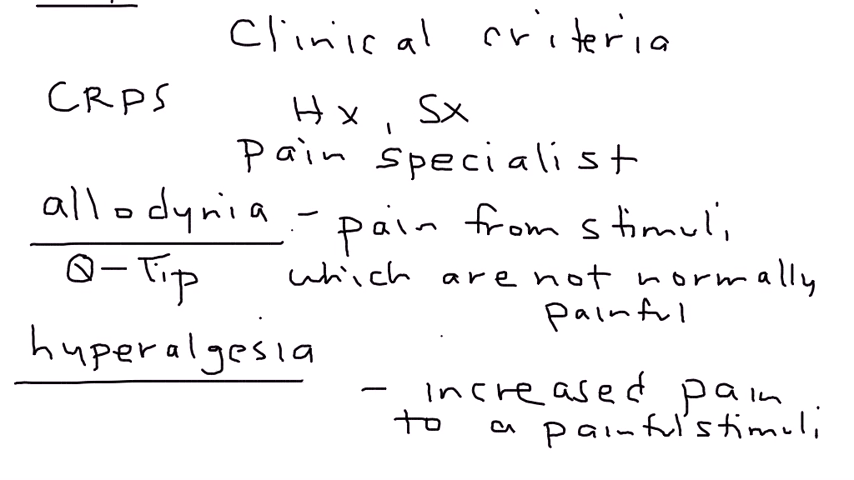 Clinical criteria
CRPS Hx, Sx
Pain specialist
allodynia - pain from stimuli
Q-Tip which are not normally
painful
hyperalgesia
- increased pain
to a painful stimuli